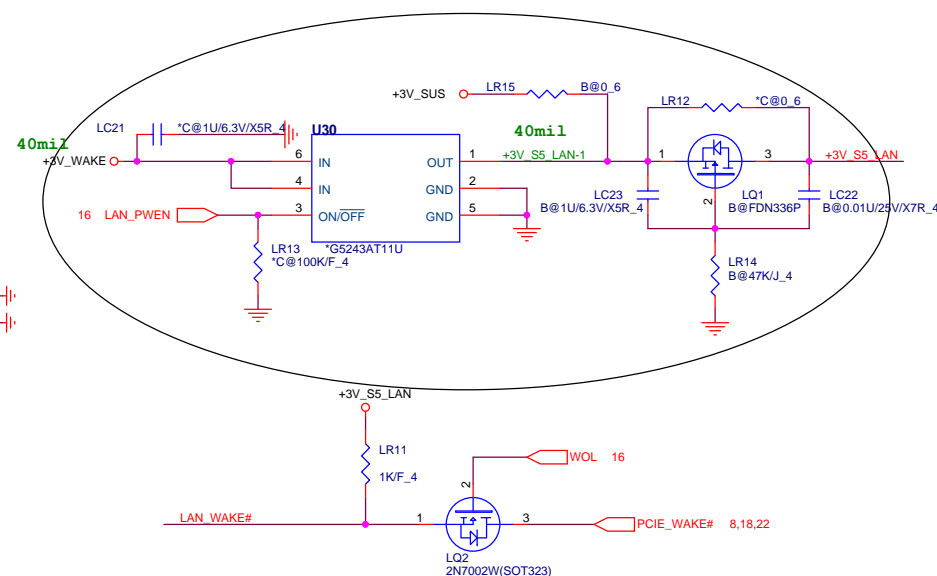 +3V_SUS
LR15
B@0_6
LR12
*C@0_6
LC21
*C@1U/6.3V/X5R_4
U30
40mil
40mil
+3V_WAKE
6
IN
OUT
1
+3V_S5_LAN-1
1
3
+3V_S5_LAN
4
IN
GND
2
2
LC23
B@1U/6.3V/X5R_4
LQ1
B@FDN336P
LC22
B@0.01U/25V/X7R_4
16 LAN_PWEN
3
ON/OFF
GND
5
LR13
*C@100K/F_4
*G5243AT11U
LR14
B@47K/J_4
+3V_S5_LAN
LR11
1K/F_4
WOL 16
2
LAN_WAKE#
1
3
PCIE_WAKE# 8,18,22
LQ2
2N7002W(SOT323)